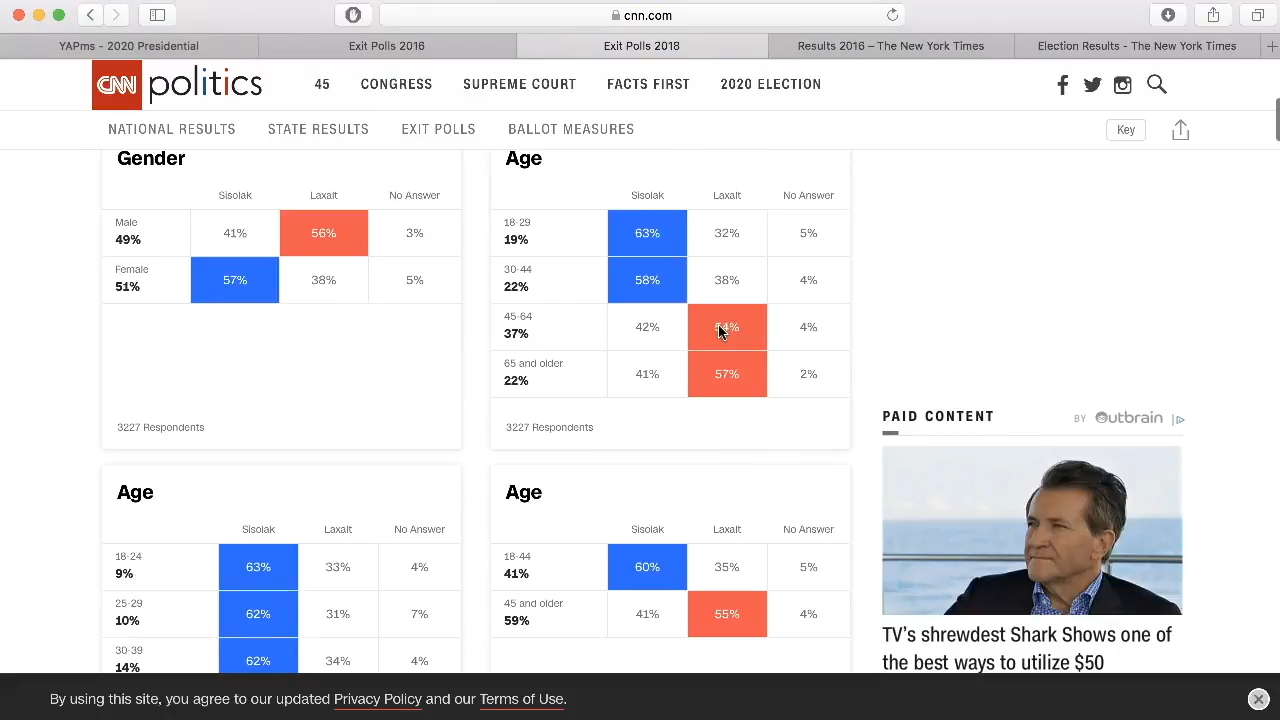 cnn.com
YAPms - 2020 Presidential
Exit Polls 2016
Exit Polls 2018
Results 2016 – The New York Times
Election Results - The New York Times
CNN politics
45
CONGRESS
SUPREME COURT
FACTS FIRST
2020 ELECTION
NATIONAL RESULTS
STATE RESULTS
EXIT POLLS
BALLOT MEASURES
Key
Gender
Sisolak Laxalt No Answer
Male
49% 41% 56% 3%
Female
51% 57% 38% 5%
3227 Respondents
Age
Sisolak Laxalt No Answer
18-29
19% 63% 32% 5%
30-44
22% 58% 38% 4%
45-64
37% 42% 54% 4%
65 and older
22% 41% 57% 2%
3227 Respondents
Age
Sisolak Laxalt No Answer
18-24
9% 63% 33% 4%
25-29
10% 62% 31% 7%
30-39
14% 62% 34% 4%
Age
Sisolak Laxalt No Answer
18-44
41% 60% 35% 5%
45 and older
59% 41% 55% 4%
PAID CONTENT
BY Outbrain
TV's shrewdest Shark Shows one of
the best ways to utilize $50
By using this site, you agree to our updated Privacy Policy and our Terms of Use.